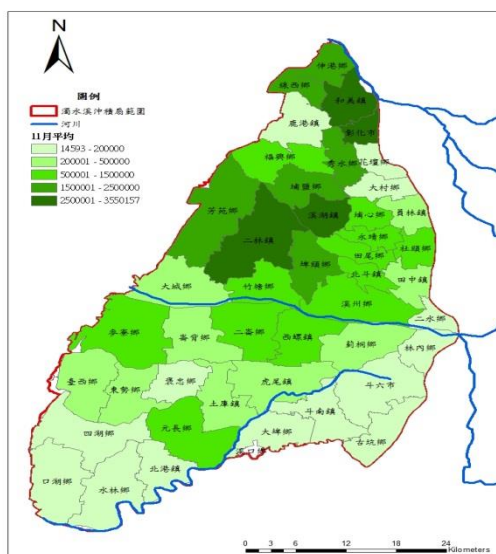 N
圖例
濁水溪沖積扇範圍
河川
11月平均
14593 - 200000
200001 - 500000
500001 - 1500000
1500001 - 2500000
2500001 - 3550157
伸港鄉
線西鄉
和美鎮
鹿港鎮
彰化市
福興鄉
秀水鄉
花壇鄉
埔鹽鄉
大村鄉
芳苑鄉
溪湖鎮
埔心鄉
員林鎮
二林鎮
永靖鄉
社頭鄉
埤頭鄉
田尾鄉
北斗鎮
田中鎮
大城鄉
竹塘鄉
溪州鄉
二水鄉
麥寮鄉
崙背鄉
二崙鄉
西螺鎮
莿桐鄉
林內鄉
臺西鄉
東勢鄉
褒忠鄉
虎尾鎮
斗六市
土庫鎮
斗南鎮
四湖鄉
元長鄉
大埤鄉
古坑鄉
北港鎮
口湖鄉
水林鄉
0 3 6 12 18 24
Kilometers